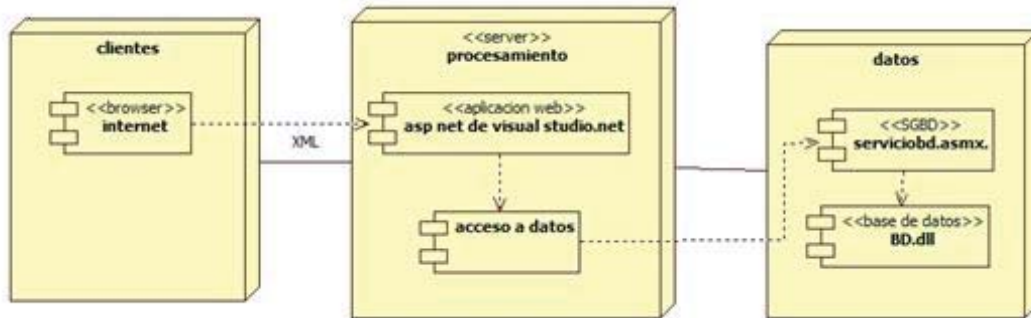 clientes
<<browser>>
internet
XML
<<server>>
procesamiento
<<aplicacion web>>
asp net de visual studio.net
acceso a datos
datos
<<SGBD>>
serviciobd.asmx.
<<base de datos>>
BD.dll